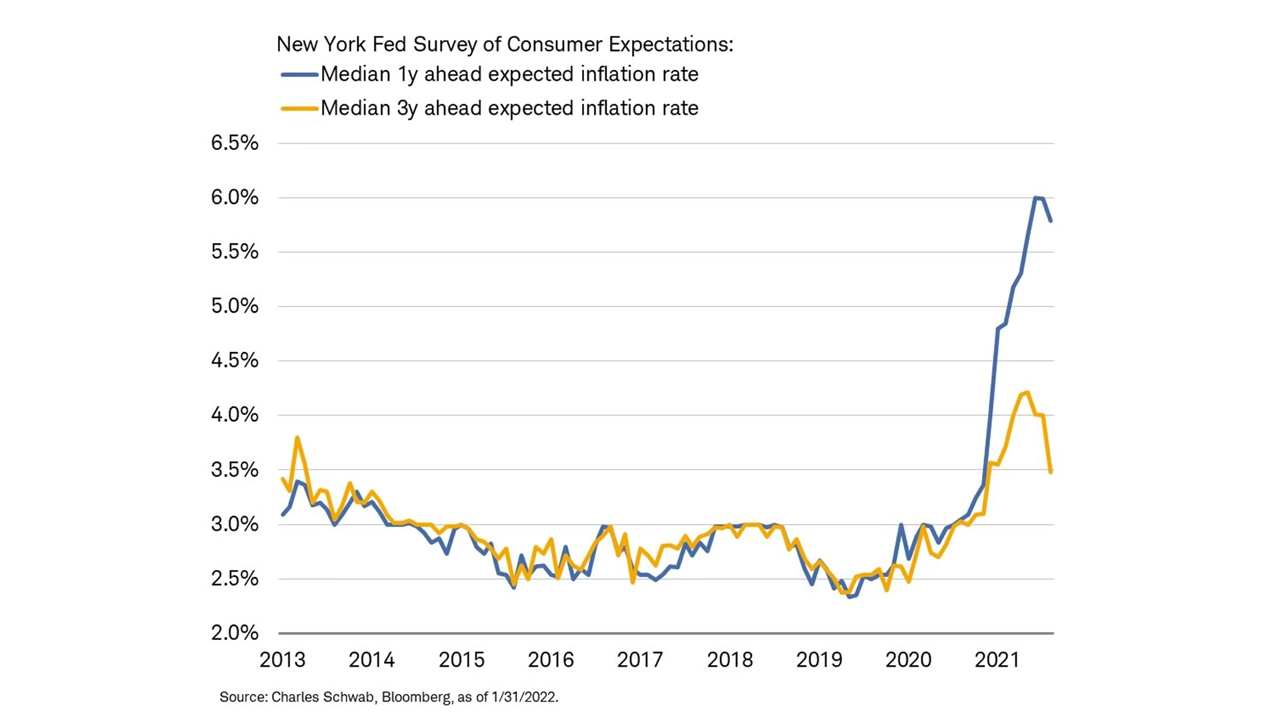 New York Fed Survey of Consumer Expectations:
Median 1y ahead expected inflation rate
Median 3y ahead expected inflation rate
6.5%
6.0%
5.5%
5.0%
4.5%
4.0%
3.5%
3.0%
2.5%
2.0%
2013 2014 2015 2016 2017 2018 2019 2020 2021
Source: Charles Schwab, Bloomberg, as of 1/31/2022.